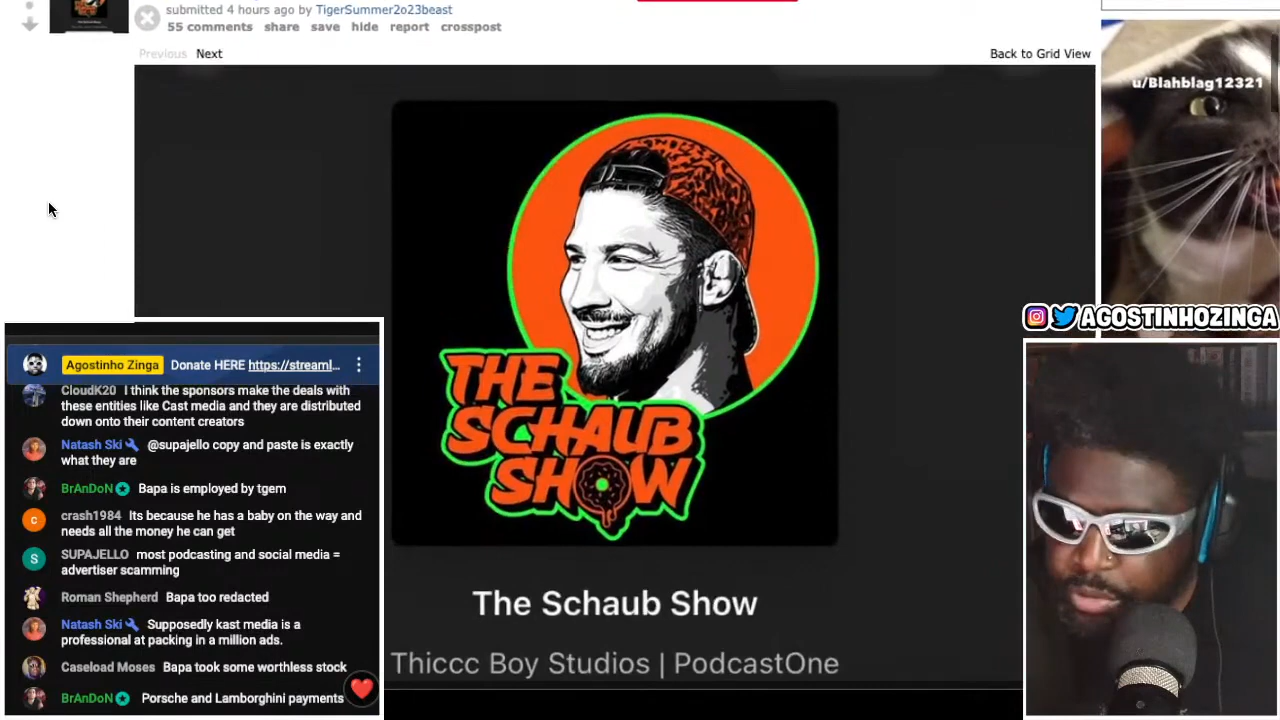 submitted 4 hours ago by TigerSummer2o23beast
55 comments share save hide report crosspost
Previous Next
Back to Grid View
u/Blahblag12321
THE
SCHAUB
SHOW
The Schaub Show
Thiccc Boy Studios | PodcastOne
AGOSTINHOZINGA
Agostinho Zinga Donate HERE https://streaml...
CloudK20 I think the sponsors make the deals with
these entities like Cast media and they are distributed
down onto their content creators
Natash Ski @supajello copy and paste is exactly
what they are
BrAnDoN Bapa is employed by tgem
c crash1984 Its because he has a baby on the way and
needs all the money he can get
S SUPAJELLO most podcasting and social media =
advertiser scamming
Roman Shepherd Bapa too redacted
Natash Ski Supposedly kast media is a
professional at packing in a million ads.
Caseload Moses Bapa took some worthless stock
BrAnDoN Porsche and Lamborghini payments